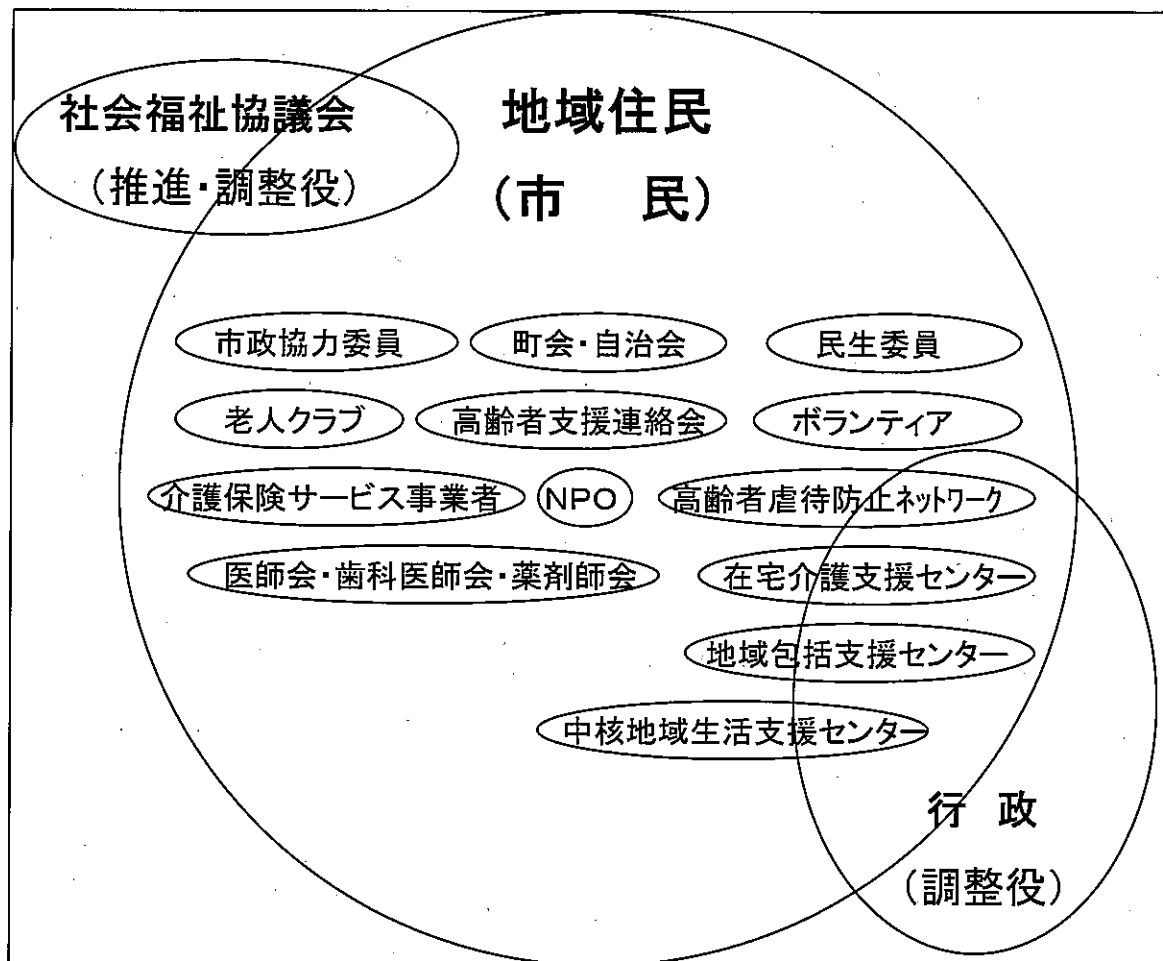 社会福祉協議会
(推進・調整役)
地域住民
(市 民)
市政協力委員
町会・自治会
民生委員
老人クラブ
高齢者支援連絡会
ボランティア
介護保険サービス事業者
NPO
高齢者虐待防止ネットワーク
医師会・歯科医師会・薬剤師会
在宅介護支援センター
地域包括支援センター
中核地域生活支援センター
行 政
(調整役)